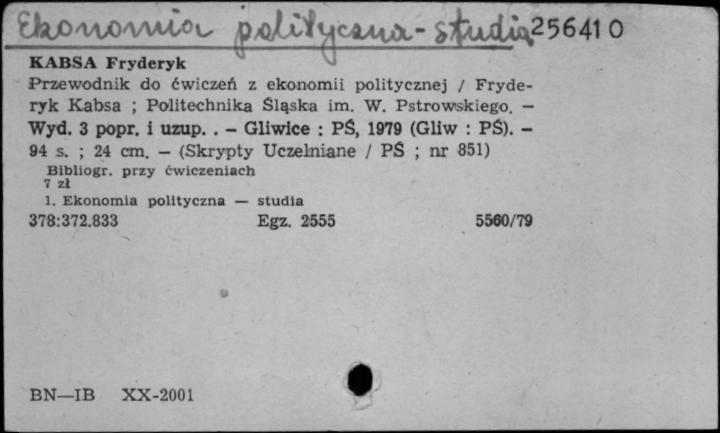 Ekonomia polityczna - studia 256410
KABSA Fryderyk
Przewodnik do ćwiczeń z ekonomii politycznej / Fryde-
ryk Kabsa ; Politechnika Śląska im. W. Pstrowskiego. —
Wyd. 3 popr. i uzup. . — Gliwice : PŚ, 1979 (Gliw : PŚ). —
94 s. ; 24 cm. — (Skrypty Uczelniane / PŚ ; nr 851)
Bibliogr. przy ćwiczeniach
7 zł
1. Ekonomia polityczna — studia
378:372.833 Egz. 2555 5560/79
BN—IB XX-2001